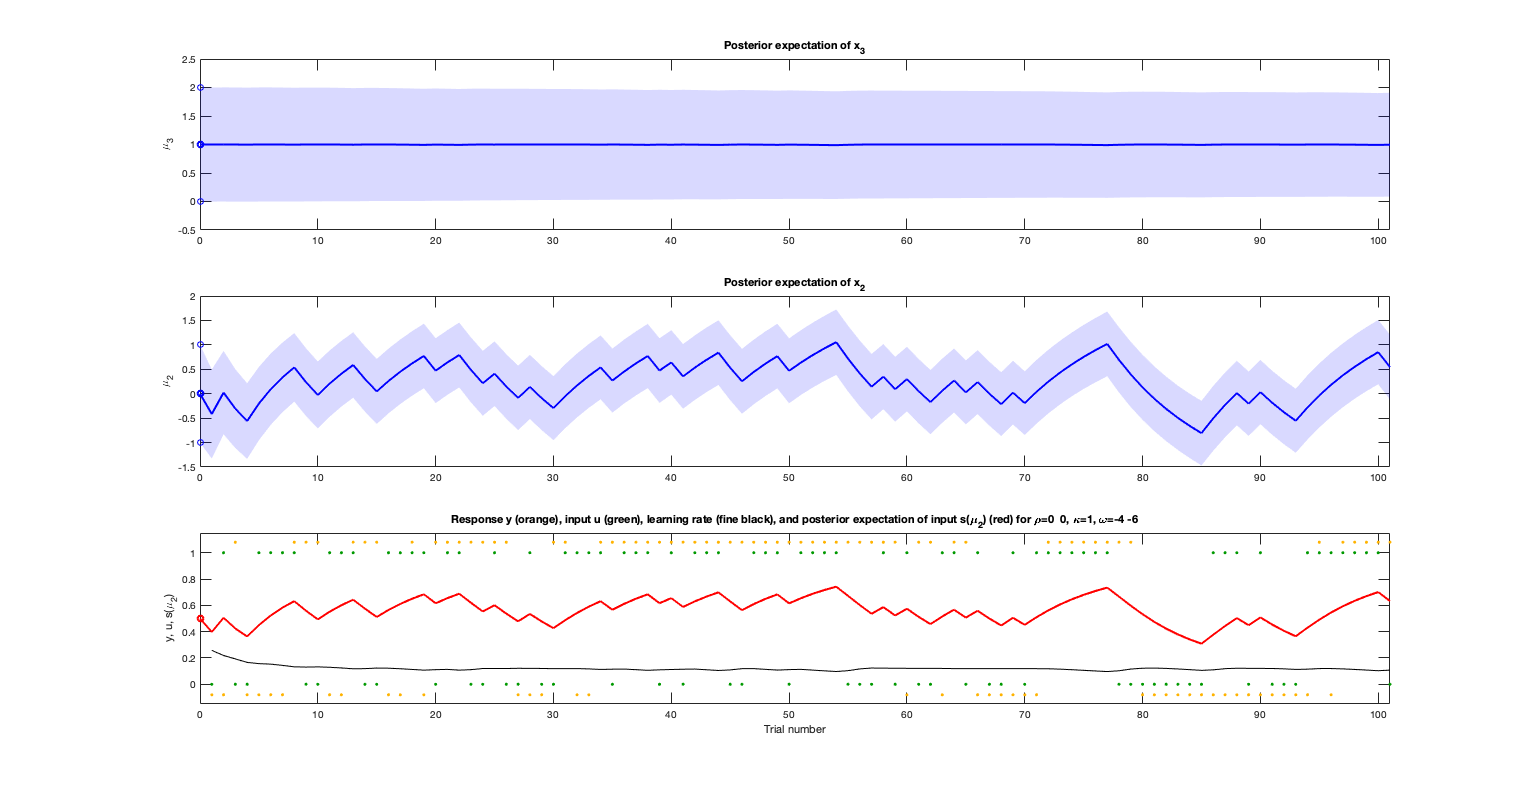 Posterior expectation of x₃
2.5
2
1.5
1
0.5
0
-0.5
μ₃
0 10 20 30 40 50 60 70 80 90 100
Posterior expectation of x₂
2
1.5
1
0.5
0
-0.5
-1
-1.5
μ₂
0 10 20 30 40 50 60 70 80 90 100
Response y (orange), input u (green), learning rate (fine black), and posterior expectation of input s(μ₂) (red) for ρ=0 0, κ=1, ω=-4 -6
1
0.8
0.6
0.4
0.2
0
y, u, s(μ₂)
0 10 20 30 40 50 60 70 80 90 100
Trial number